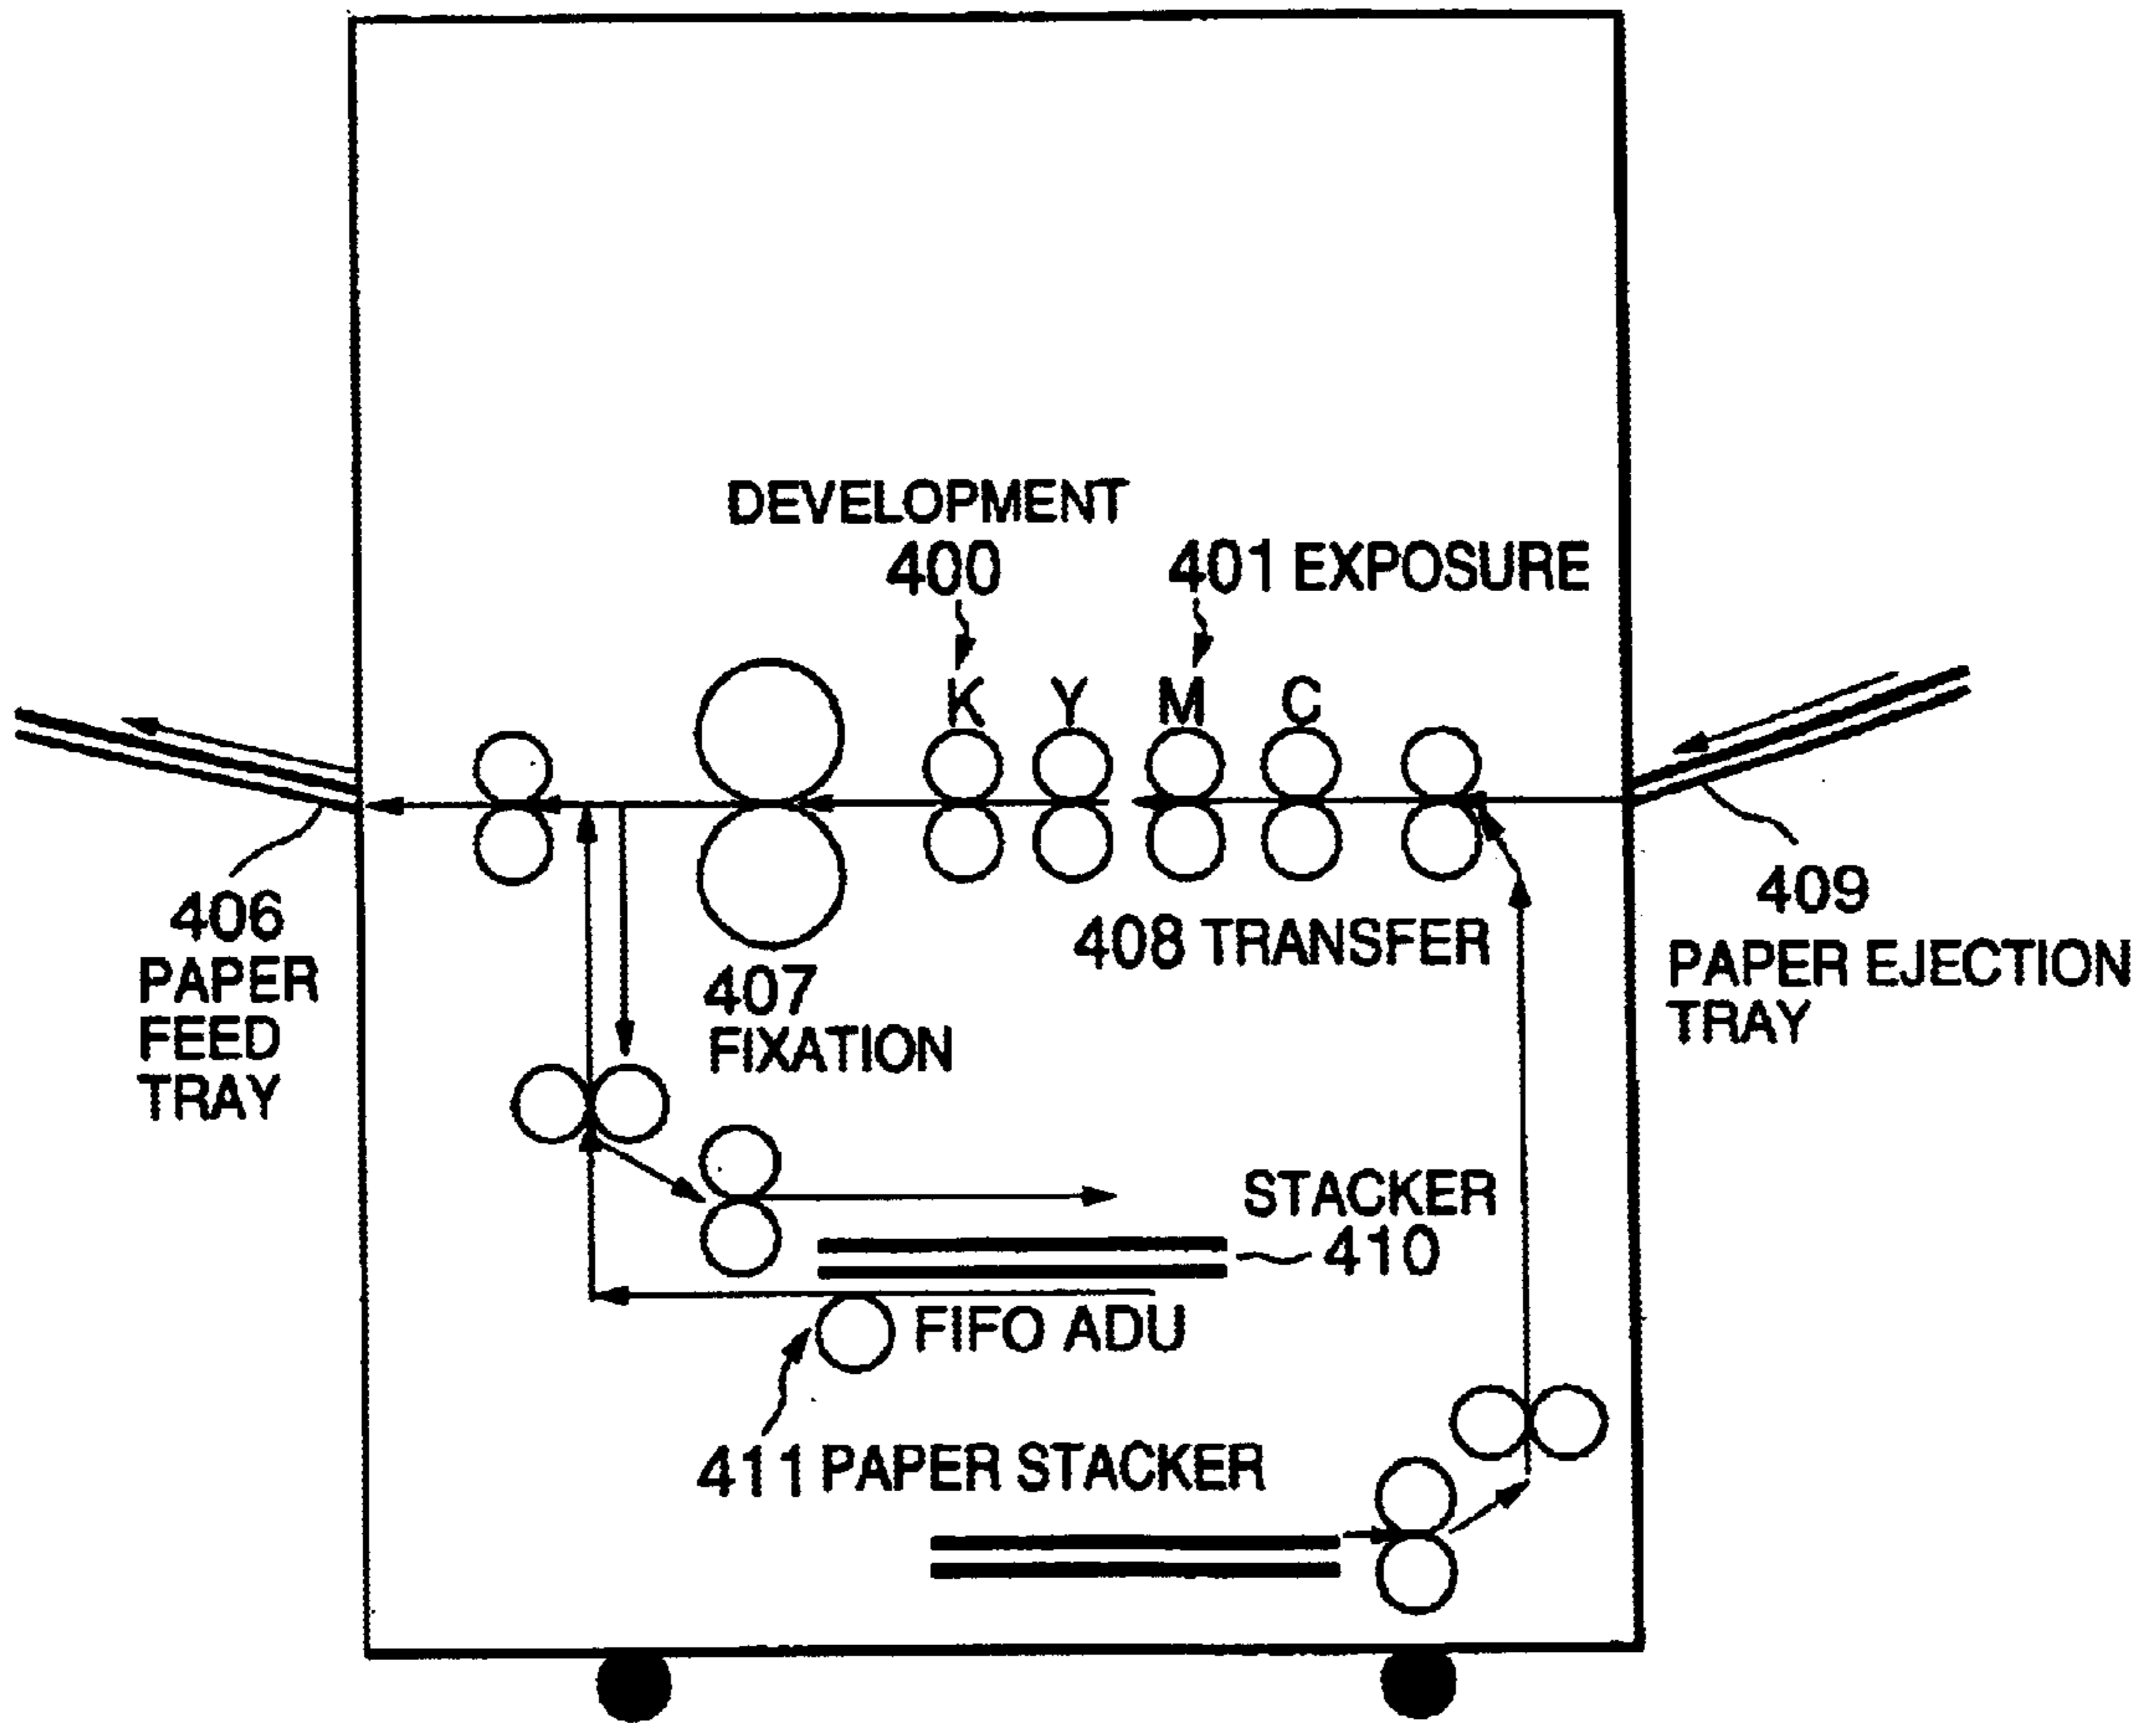 DEVELOPMENT
400
401 EXPOSURE
K Y M C
406
PAPER
FEED
TRAY
407
FIXATION
408 TRANSFER
409
PAPER EJECTION
TRAY
STACKER
410
FIFO ADU
411 PAPER STACKER